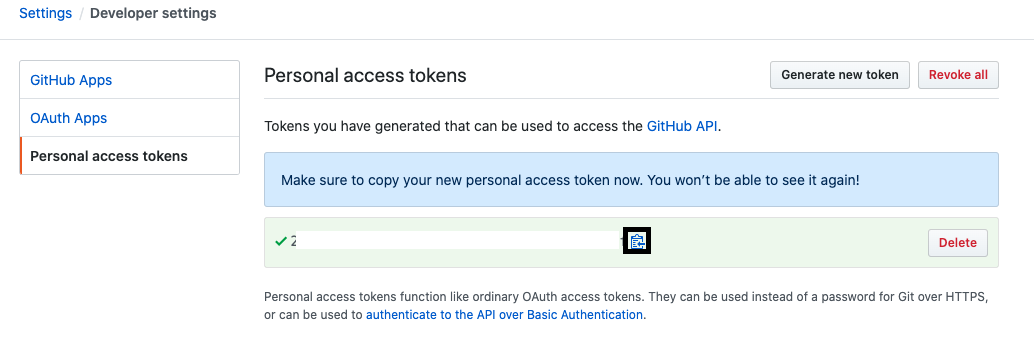 Settings / Developer settings
GitHub Apps
OAuth Apps
Personal access tokens
Personal access tokens
Generate new token
Revoke all
Tokens you have generated that can be used to access the GitHub API.
Make sure to copy your new personal access token now. You won’t be able to see it again!
Delete
Personal access tokens function like ordinary OAuth access tokens. They can be used instead of a password for Git over HTTPS,
or can be used to authenticate to the API over Basic Authentication.